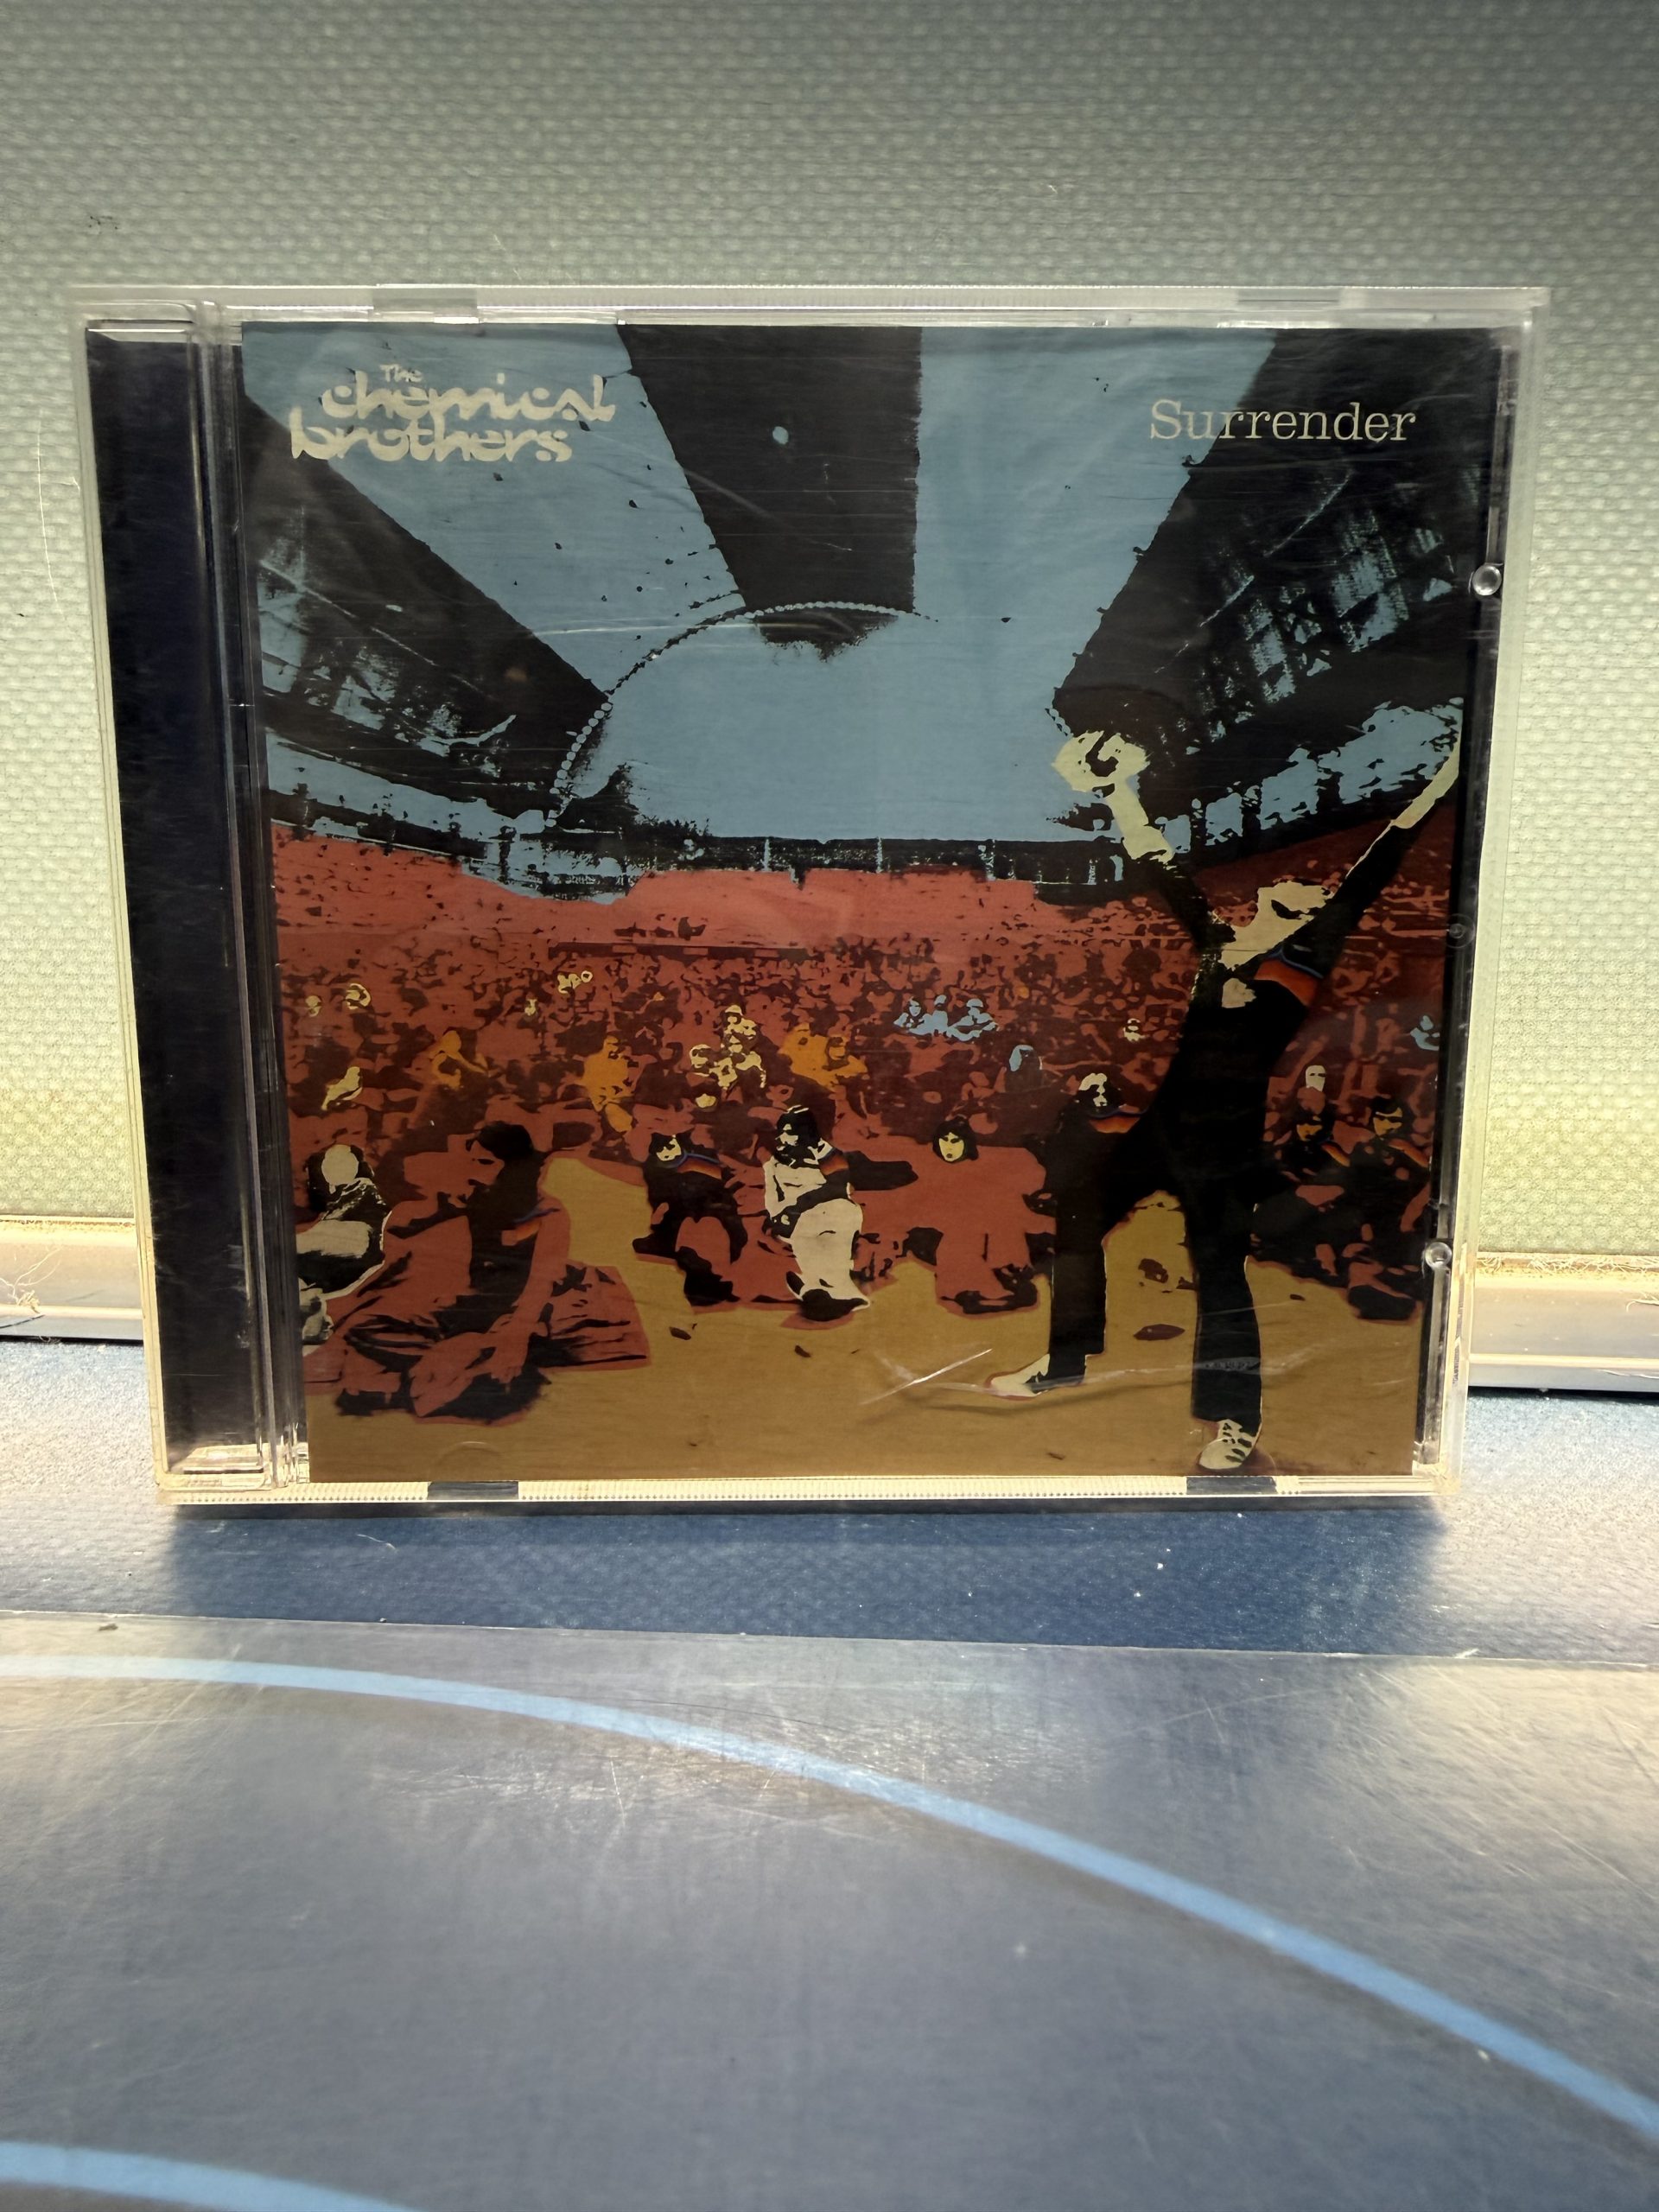 The
chemical
brothers
Surrender